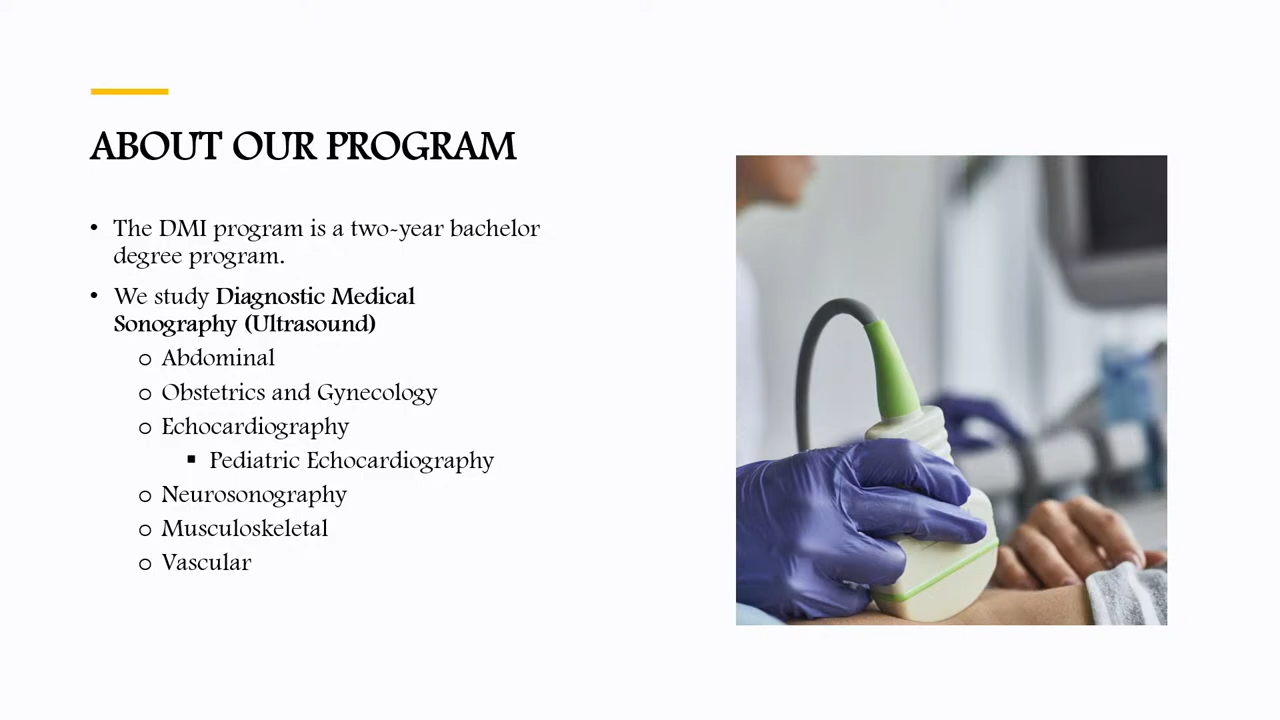 ABOUT OUR PROGRAM
• The DMI program is a two-year bachelor
degree program.
• We study Diagnostic Medical
Sonography (Ultrasound)
o Abdominal
o Obstetrics and Gynecology
o Echocardiography
▪ Pediatric Echocardiography
o Neurosonography
o Musculoskeletal
o Vascular